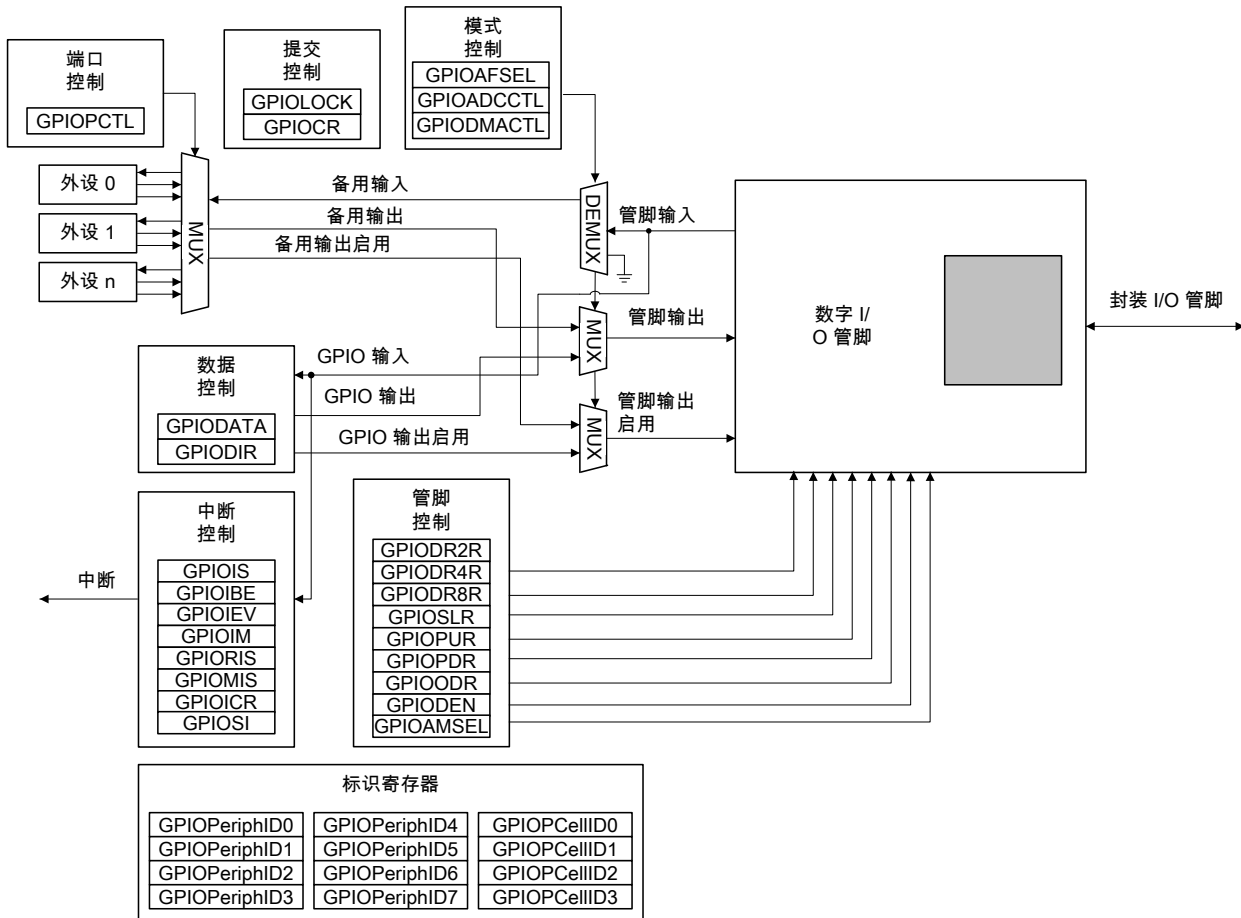 端口
控制
GPIOPCTL
提交
控制
GPIOLOCK
GPIOCR
模式
控制
GPIOAFSEL
GPIOADCCTL
GPIODMACTL
外设 0
外设 1
外设 n
MUX
备用输入
备用输出
备用输出启用
DEMUX
管脚输入
MUX
管脚输出
MUX
管脚输出
启用
数字 I/
O 管脚
封装 I/O 管脚
数据
控制
GPIODATA
GPIODIR
GPIO 输入
GPIO 输出
GPIO 输出启用
中断
控制
GPIOIS
GPIOIBE
GPIOIEV
GPIOIM
GPIORIS
GPIOMIS
GPIOICR
GPIOSI
中断
管脚
控制
GPIODR2R
GPIODR4R
GPIODR8R
GPIOSLR
GPIOPUR
GPIOPDR
GPIOODR
GPIODEN
GPIOAMSEL
标识寄存器
GPIOPeriphID0
GPIOPeriphID1
GPIOPeriphID2
GPIOPeriphID3
GPIOPeriphID4
GPIOPeriphID5
GPIOPeriphID6
GPIOPeriphID7
GPIOPCellID0
GPIOPCellID1
GPIOPCellID2
GPIOPCellID3